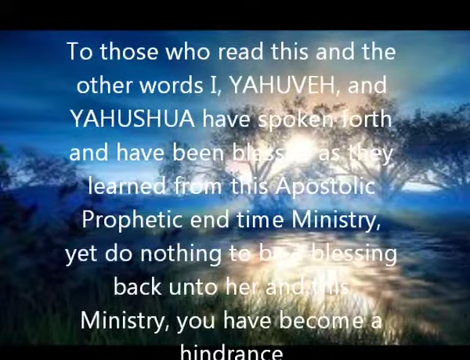 To those who read this and the
other words I, YAHUVEH, and
YAHUSHUA have spoken forth
and have been blessed as they
learned from this Apostolic
Prophetic end time Ministry,
yet do nothing to be a blessing
back unto her and this
Ministry, you have become a
hindrance